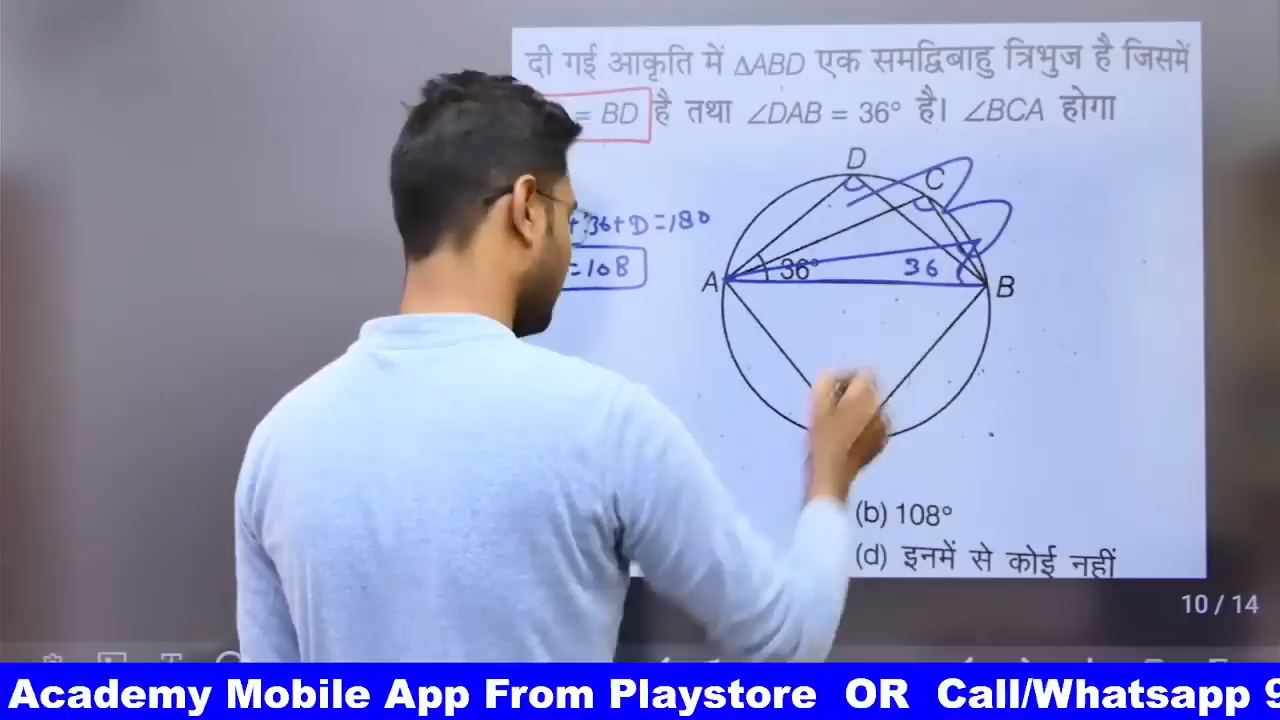 दी गई आकृति में ΔABD एक समद्विबाहु त्रिभुज है जिसमें
= BD है तथा ∠DAB = 36° है। ∠BCA होगा
D
C
+ 36 + D = 180
= 108
A
36°
36
B
(b) 108°
(d) इनमें से कोई नहीं
10 / 14
Academy Mobile App From Playstore OR Call/Whatsapp 9